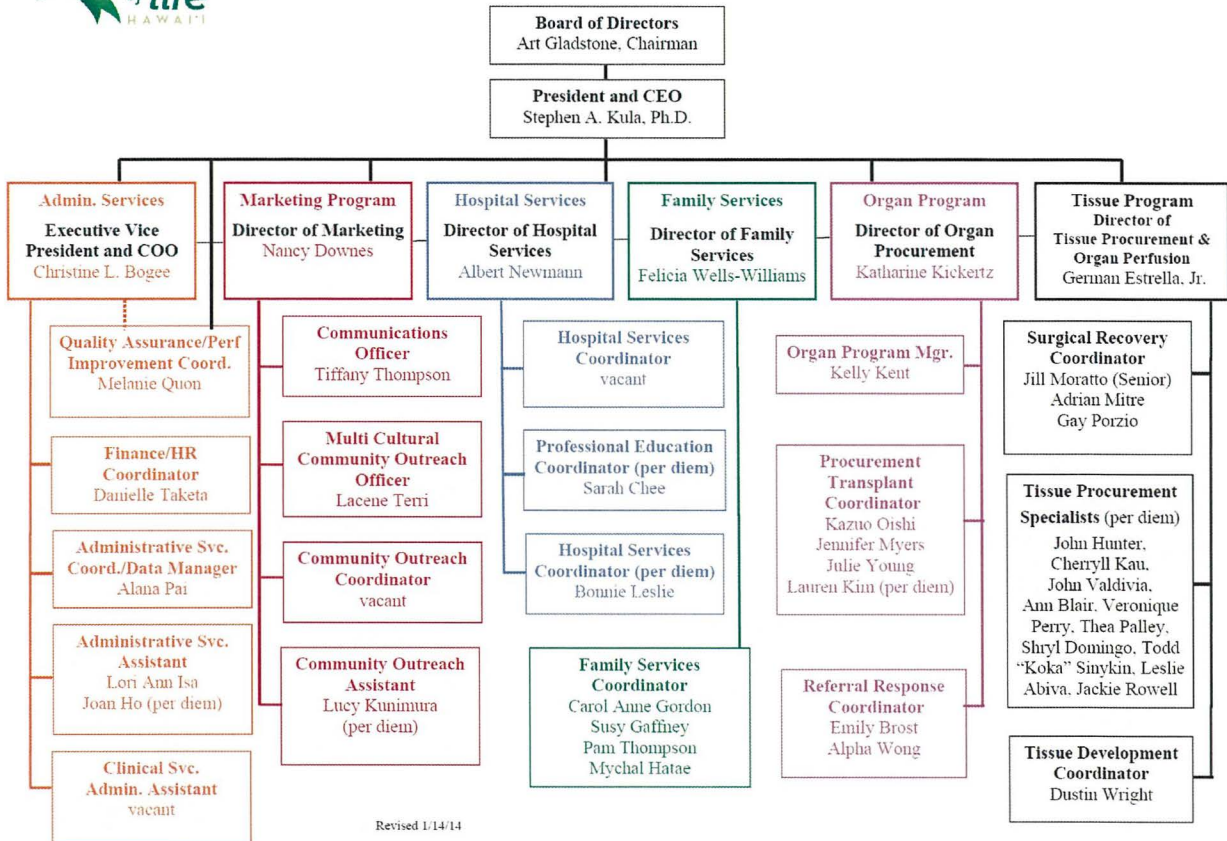 of life
HAWAI'I
Board of Directors
Art Gladstone, Chairman
President and CEO
Stephen A. Kula, Ph.D.
Admin. Services
Executive Vice
President and COO
Christine L. Bogee
Marketing Program
Director of Marketing
Nancy Downes
Hospital Services
Director of Hospital
Services
Albert Newmann
Family Services
Director of Family
Services
Felicia Wells-Williams
Organ Program
Director of Organ
Procurement
Katharine Kickertz
Tissue Program
Director of
Tissue Procurement &
Organ Perfusion
German Estrella, Jr.
Quality Assurance/Perf
Improvement Coord.
Melanie Quon
Finance/HR
Coordinator
Danielle Taketa
Administrative Svc.
Coord./Data Manager
Alana Pai
Administrative Svc.
Assistant
Lori Ann Isa
Joan Ho (per diem)
Clinical Svc.
Admin. Assistant
vacant
Communications
Officer
Tiffany Thompson
Multi Cultural
Community Outreach
Officer
Lacene Terri
Community Outreach
Coordinator
vacant
Community Outreach
Assistant
Lucy Kunimura
(per diem)
Hospital Services
Coordinator
vacant
Professional Education
Coordinator (per diem)
Sarah Chee
Hospital Services
Coordinator (per diem)
Bonnie Leslie
Family Services
Coordinator
Carol Anne Gordon
Susy Gaffney
Pam Thompson
Mychal Hatae
Organ Program Mgr.
Kelly Kent
Procurement
Transplant
Coordinator
Kazuo Oishi
Jennifer Myers
Julie Young
Lauren Kim (per diem)
Referral Response
Coordinator
Emily Brost
Alpha Wong
Surgical Recovery
Coordinator
Jill Moratto (Senior)
Adrian Mitre
Gay Porzio
Tissue Procurement
Specialists (per diem)
John Hunter,
Cherryll Kau,
John Valdivia,
Ann Blair, Veronique
Perry, Thea Palley,
Shryl Domingo, Todd
“Koka” Sinykin, Leslie
Abiva, Jackie Rowell
Tissue Development
Coordinator
Dustin Wright
Revised 1/14/14